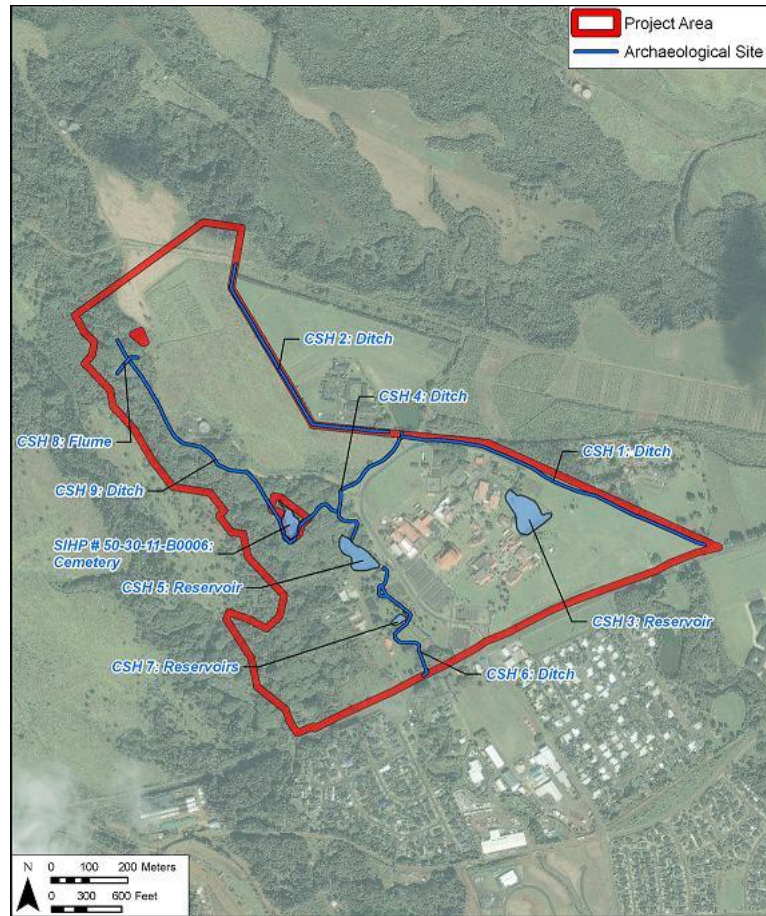 Project Area
Archaeological Site
CSH 2: Ditch
CSH 4: Ditch
CSH 8: Flume
CSH 1: Ditch
CSH 9: Ditch
SIHP # 50-30-11-B0006:
Cemetery
CSH 5: Reservoir
CSH 3: Reservoir
CSH 7: Reservoirs
CSH 6: Ditch
N 0 100 200 Meters
0 300 600 Feet